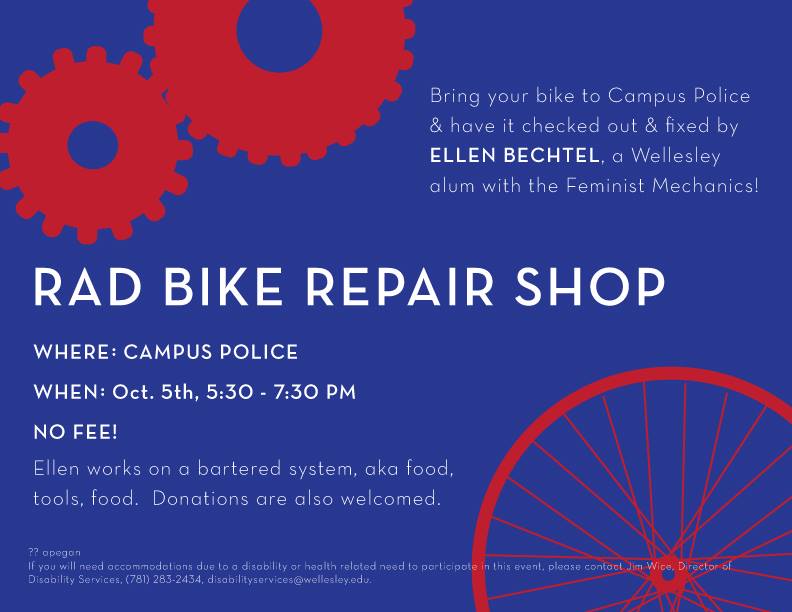 Bring your bike to Campus Police
& have it checked out & fixed by
ELLEN BECHTEL, a Wellesley
alum with the Feminist Mechanics!
RAD BIKE REPAIR SHOP
WHERE: CAMPUS POLICE
WHEN: Oct. 5th, 5:30 - 7:30 PM
NO FEE!
Ellen works on a bartered system, aka food,
tools, food. Donations are also welcomed.
?? apegan
If you will need accommodations due to a disability or health related need to participate in this event, please contact Jim Wice, Director of
Disability Services, (781) 283-2434, disabilityservices@wellesley.edu.